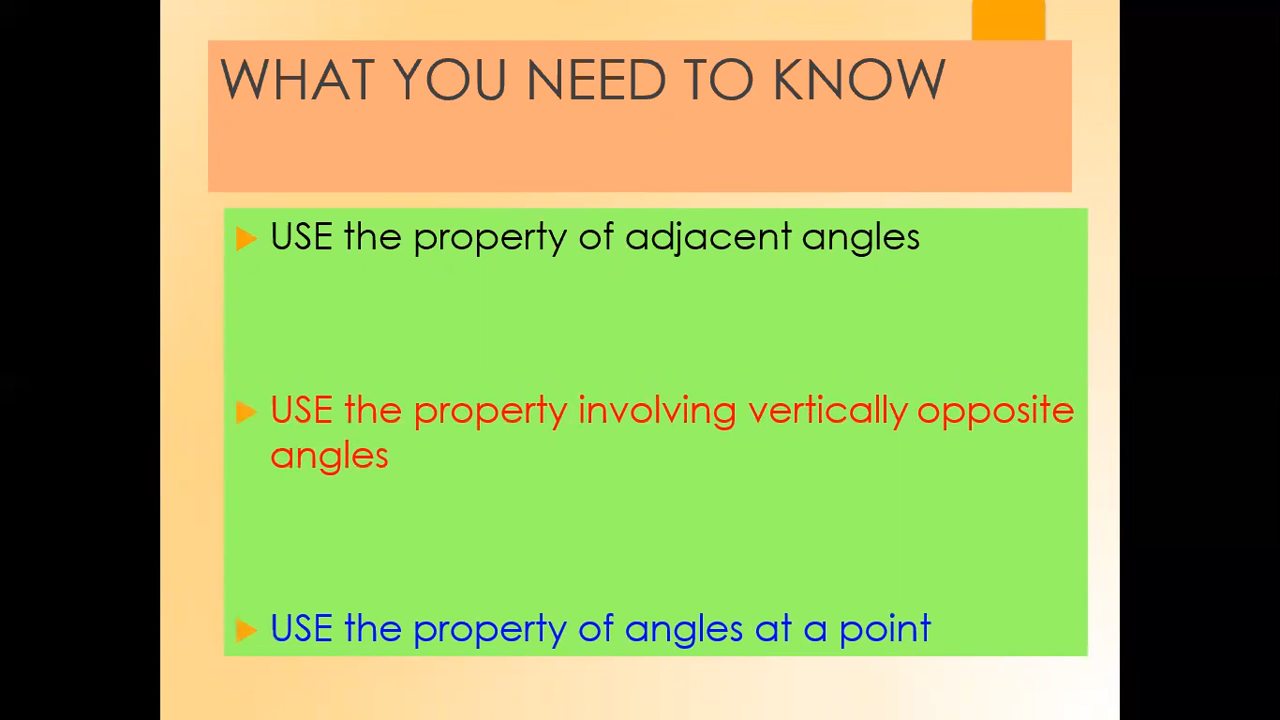 WHAT YOU NEED TO KNOW
USE the property of adjacent angles
USE the property involving vertically opposite
angles
USE the property of angles at a point